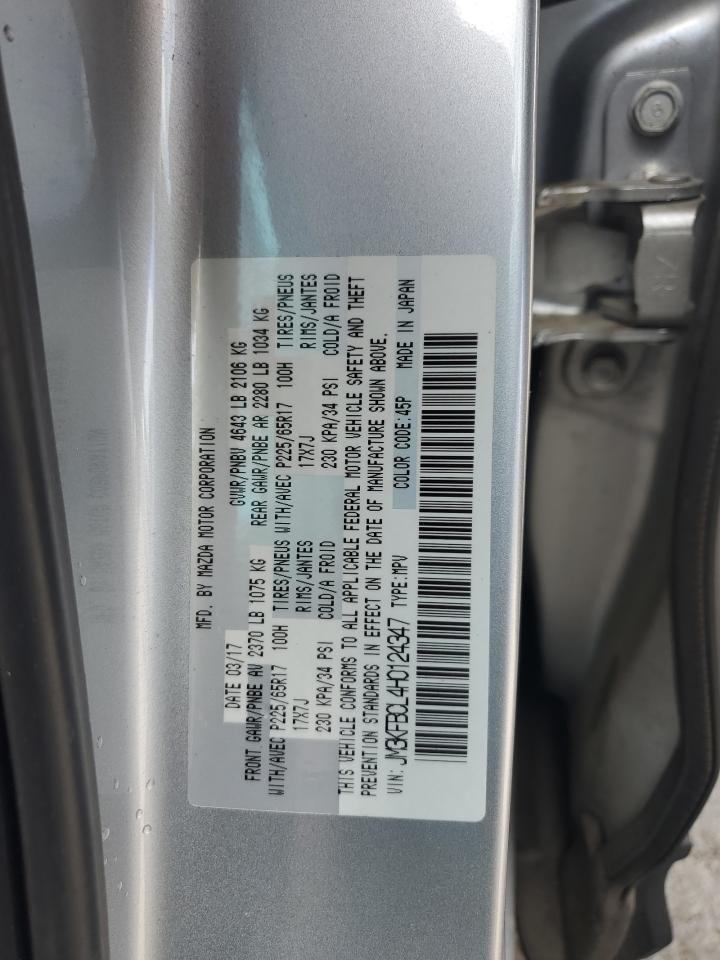 MFD. BY MAZDA MOTOR CORPORATION
DATE 03/17 GVWR/PNBV 4643 LB 2106 KG
FRONT GAWR/PNBE AV 2370 LB 1075 KG REAR GAWR/PNBE AR 2280 LB 1034 KG
WITH/AVEC P225/65R17 100H TIRES/PNEUS WITH/AVEC P225/65R17 100H TIRES/PNEUS
17X7J RIMS/JANTES 17X7J RIMS/JANTES
230 KPA/34 PSI COLD/A FROID 230 KPA/34 PSI COLD/A FROID
THIS VEHICLE CONFORMS TO ALL APPLICABLE FEDERAL MOTOR VEHICLE SAFETY AND THEFT
PREVENTION STANDARDS IN EFFECT ON THE DATE OF MANUFACTURE SHOWN ABOVE.
VIN: JM3KFBCL4H0124347 TYPE:MPV COLOR CODE:45P MADE IN JAPAN